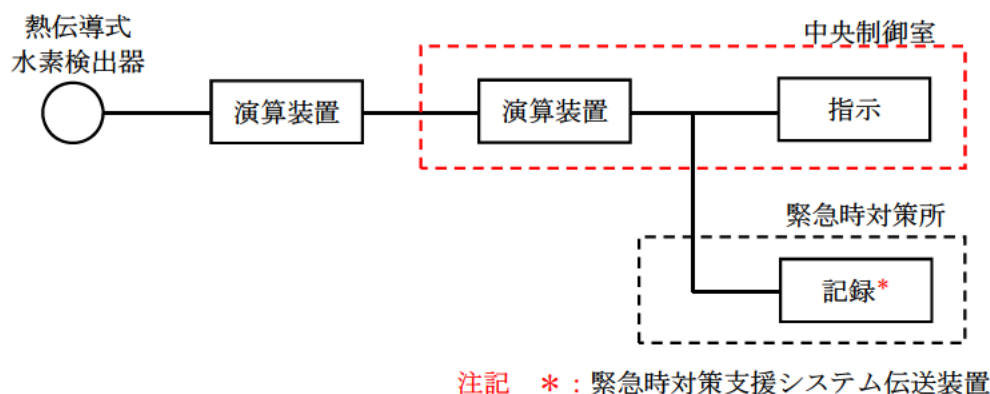 熱伝導式
水素検出器
中央制御室
演算装置
演算装置
指示
緊急時対策所
記録*
注記 *:緊急時対策支援システム伝送装置